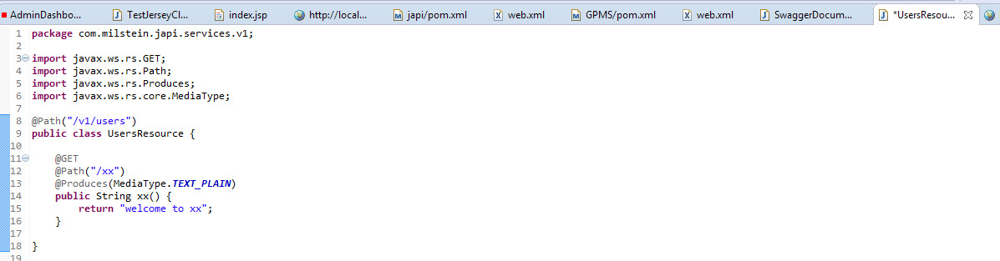 AdminDashbo... TestJerseyCl... index.jsp http://local... japi/pom.xml web.xml GPMS/pom.xml web.xml SwaggerDocum... *UsersResou...
1 package com.milstein.japi.services.v1;
2
3 import javax.ws.rs.GET;
4 import javax.ws.rs.Path;
5 import javax.ws.rs.Produces;
6 import javax.ws.rs.core.MediaType;
7
8 @Path("/v1/users")
9 public class UsersResource {
10
11 @GET
12 @Path("/xx")
13 @Produces(MediaType.TEXT_PLAIN)
14 public String xx() {
15 return "welcome to xx";
16 }
17
18 }
19